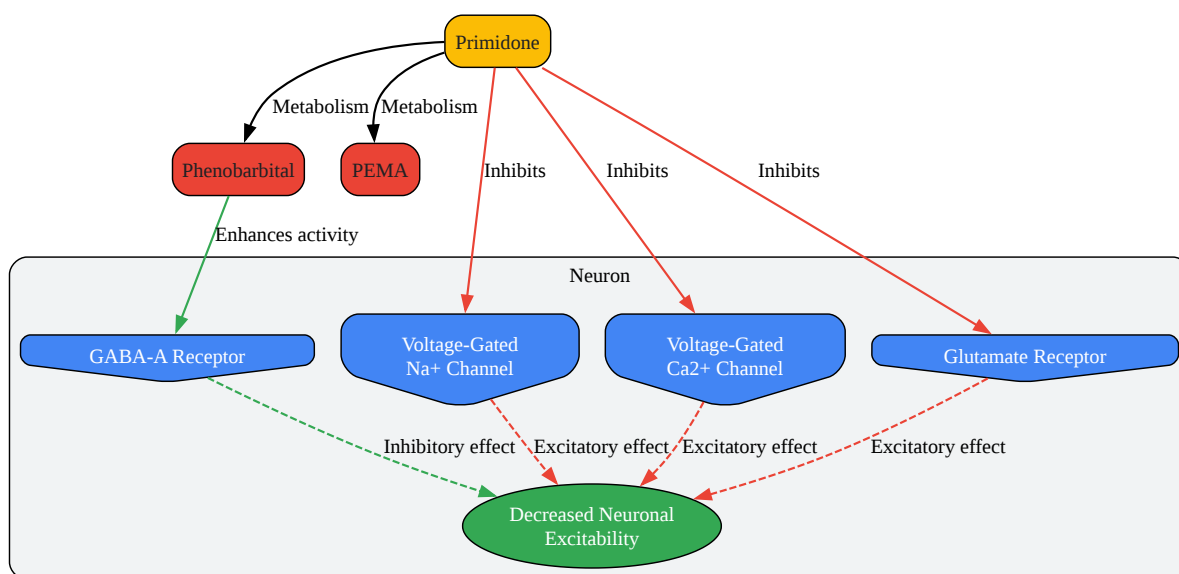 Primidone
Metabolism
Metabolism
Phenobarbital
PEMA
Inhibits
Inhibits
Inhibits
Enhances activity
Neuron
GABA-A Receptor
Voltage-Gated
Na+ Channel
Voltage-Gated
Ca2+ Channel
Glutamate Receptor
Inhibitory effect
Excitatory effect
Excitatory effect
Excitatory effect
Decreased Neuronal
Excitability